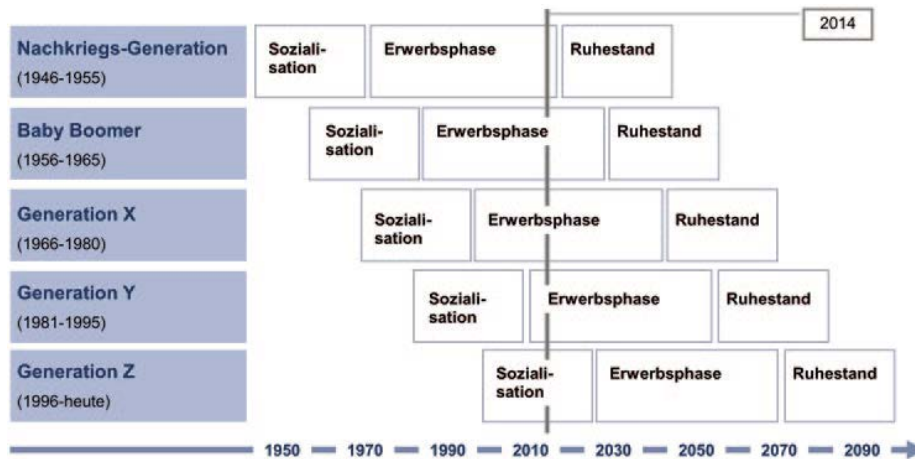 2014
Nachkriegs-Generation
(1946-1955)
Soziali-
sation
Erwerbsphase
Ruhestand
Baby Boomer
(1956-1965)
Soziali-
sation
Erwerbsphase
Ruhestand
Generation X
(1966-1980)
Soziali-
sation
Erwerbsphase
Ruhestand
Generation Y
(1981-1995)
Soziali-
sation
Erwerbsphase
Ruhestand
Generation Z
(1996-heute)
Soziali-
sation
Erwerbsphase
Ruhestand
1950 1970 1990 2010 2030 2050 2070 2090